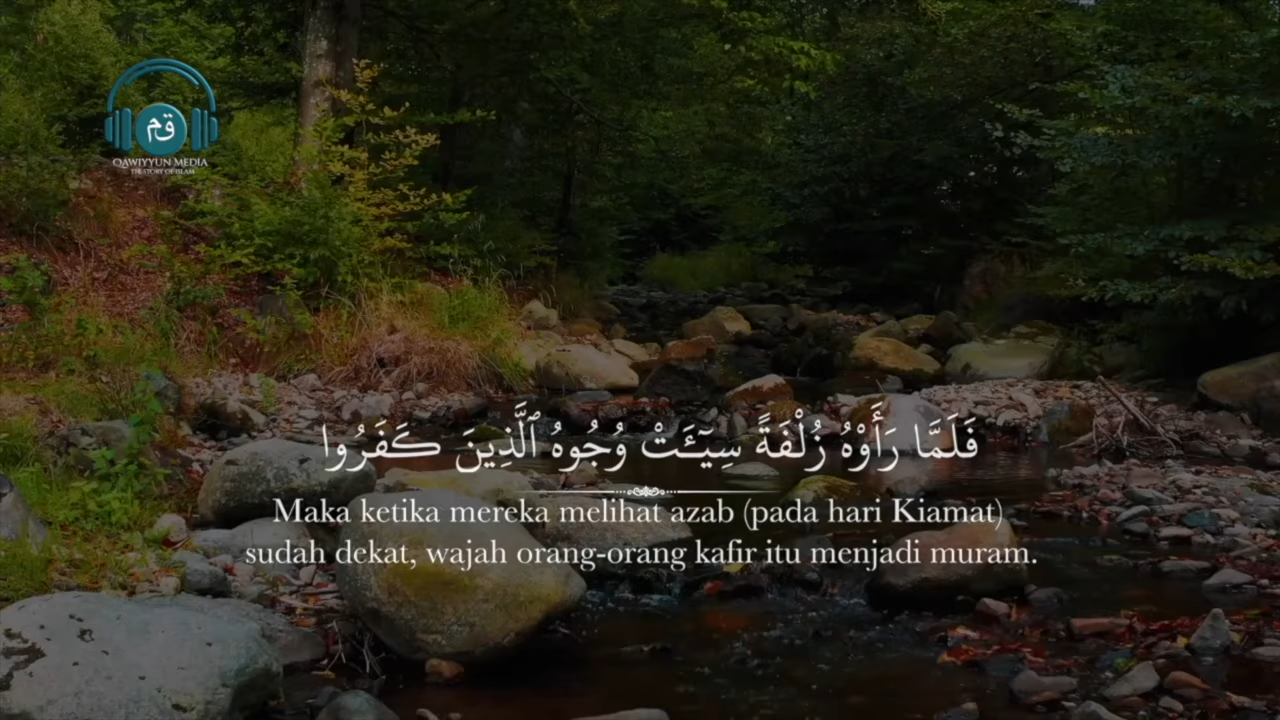 قم
QAWIYYUN MEDIA
THE STORY OF ISLAM
فَلَمَّا رَأَوْهُ زُلْفَةً سِيٓـَٔتْ وُجُوهُ ٱلَّذِينَ كَفَرُوا
Maka ketika mereka melihat azab (pada hari Kiamat)
sudah dekat, wajah orang-orang kafir itu menjadi muram.